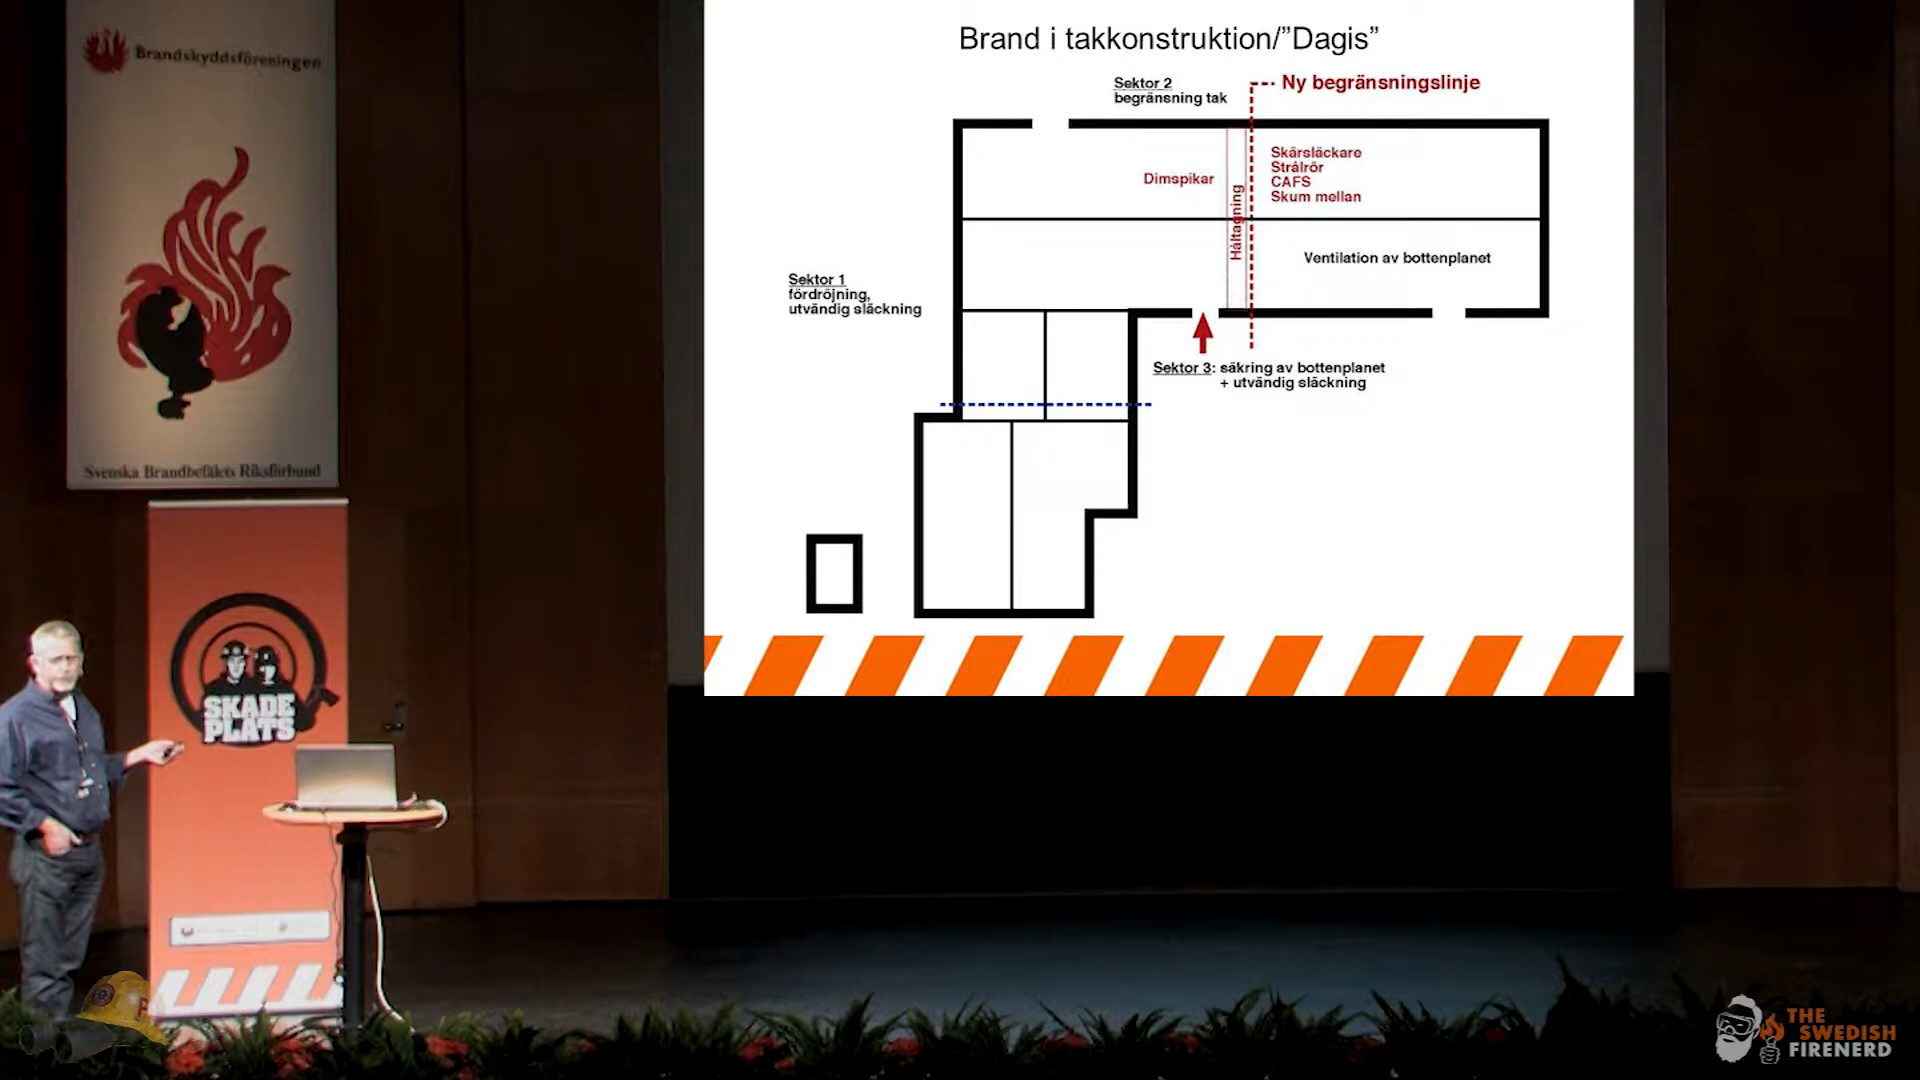 Brandskyddsföreningen
Svenska Brandbefälets Riksförbund
SKADE
PLATS
Brand i takkonstruktion/”Dagis”
Sektor 2
begränsning tak
Ny begränsningslinje
Dimspikar
Håltagning
Skärsläckare
Strålrör
CAFS
Skum mellan
Ventilation av bottenplanet
Sektor 1
fördröjning,
utvändig släckning
Sektor 3: säkring av bottenplanet
+ utvändig släckning
THE
SWEDISH
FIRENERD